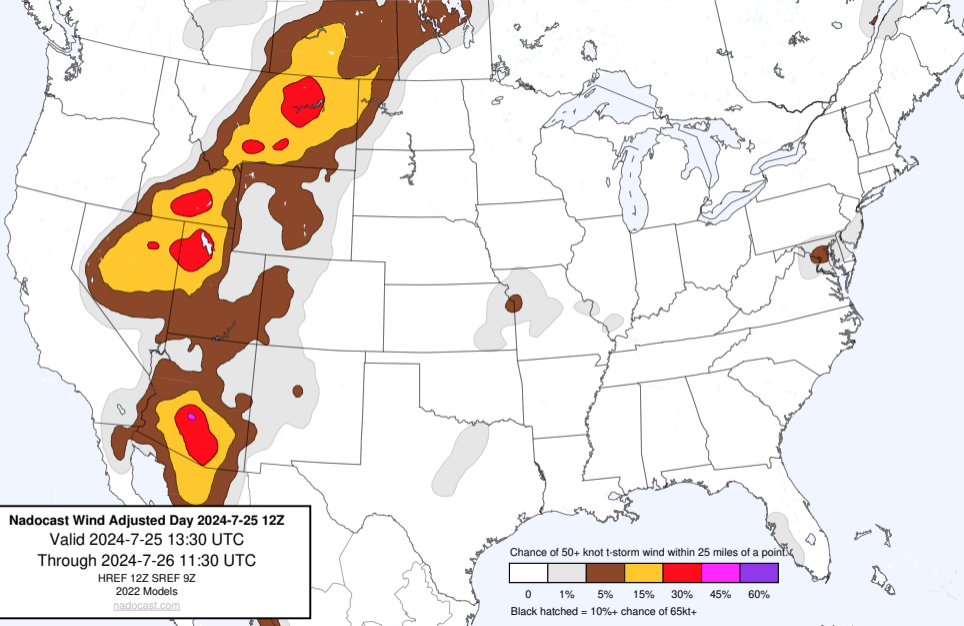 Nadocast Wind Adjusted Day 2024-7-25 12Z
Valid 2024-7-25 13:30 UTC
Through 2024-7-26 11:30 UTC
HREF 12Z SREF 9Z
2022 Models
nadocast.com
Chance of 50+ knot t-storm wind within 25 miles of a point.
0 1% 5% 15% 30% 45% 60%
Black hatched = 10%+ chance of 65kt+